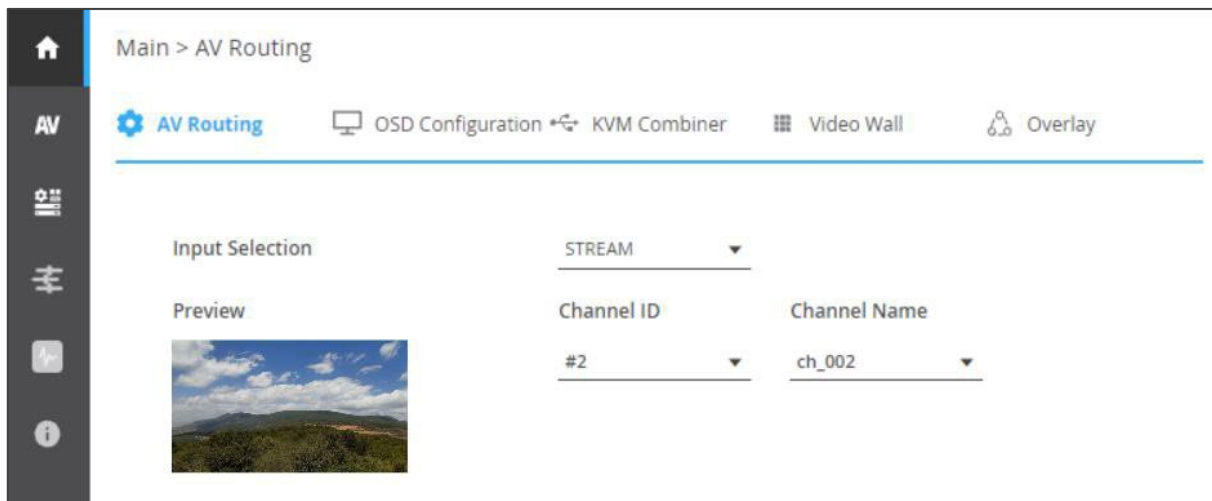 Main > AV Routing
AV
AV Routing OSD Configuration KVM Combiner Video Wall Overlay
Input Selection STREAM
Preview Channel ID Channel Name
#2 ch_002